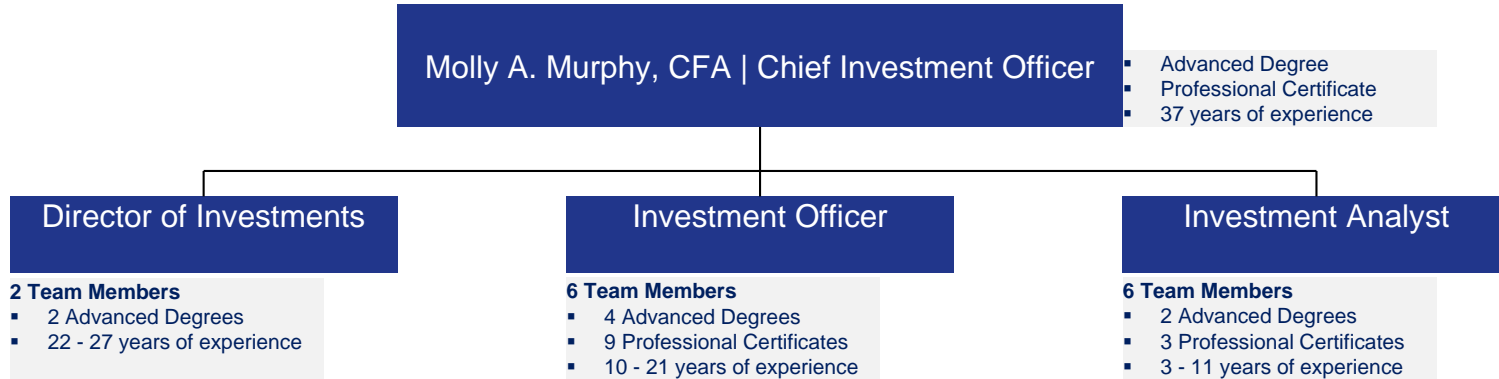 Molly A. Murphy, CFA | Chief Investment Officer
▪ Advanced Degree
▪ Professional Certificate
▪ 37 years of experience
Director of Investments
2 Team Members
▪ 2 Advanced Degrees
▪ 22 - 27 years of experience
Investment Officer
6 Team Members
▪ 4 Advanced Degrees
▪ 9 Professional Certificates
▪ 10 - 21 years of experience
Investment Analyst
6 Team Members
▪ 2 Advanced Degrees
▪ 3 Professional Certificates
▪ 3 - 11 years of experience